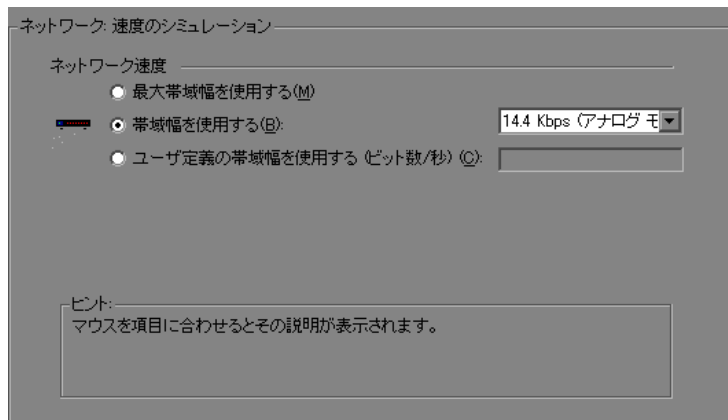 ネットワーク: 速度のシミュレーション
ネットワーク速度
最大帯域幅を使用する(M)
帯域幅を使用する(B):
14.4 Kbps (アナログ モ
ユーザ定義の帯域幅を使用する (ビット数/秒) (C):
ヒント:
マウスを項目に合わせるとその説明が表示されます。